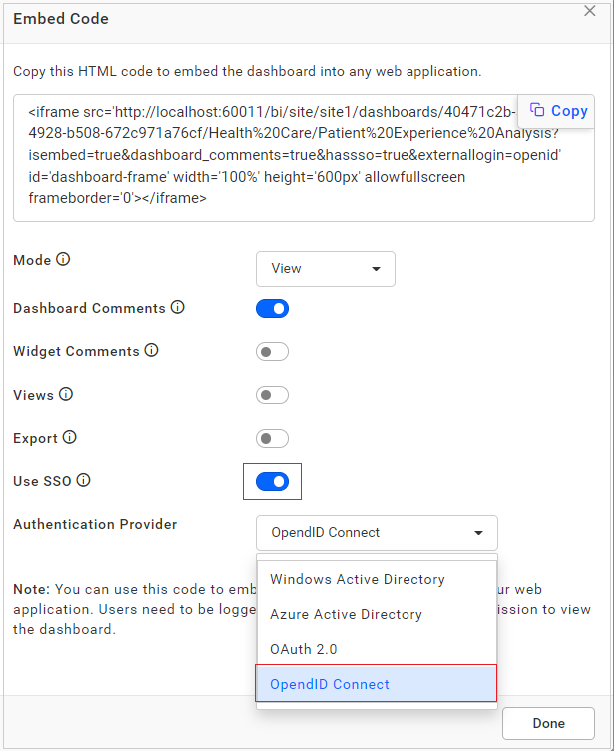 Embed Code
Copy this HTML code to embed the dashboard into any web application.
<iframe src='http://localhost:60011/bi/site/site1/dashboards/40471c2b-
Copy
4928-b508-672c971a76cf/Health%20Care/Patient%20Experience%20Analysis?
isembed=true&dashboard_comments=true&hassso=true&externallogin=openid'
id='dashboard-frame' width='100%' height='600px' allowfullscreen
frameborder='0'></iframe>
Mode
View
Dashboard Comments
Widget Comments
Views
Export
Use SSO
Authentication Provider
OpendID Connect
Windows Active Directory
Azure Active Directory
OAuth 2.0
OpendID Connect
Note: You can use this code to emb ur web
application. Users need to be logge ission to view
the dashboard.
Done